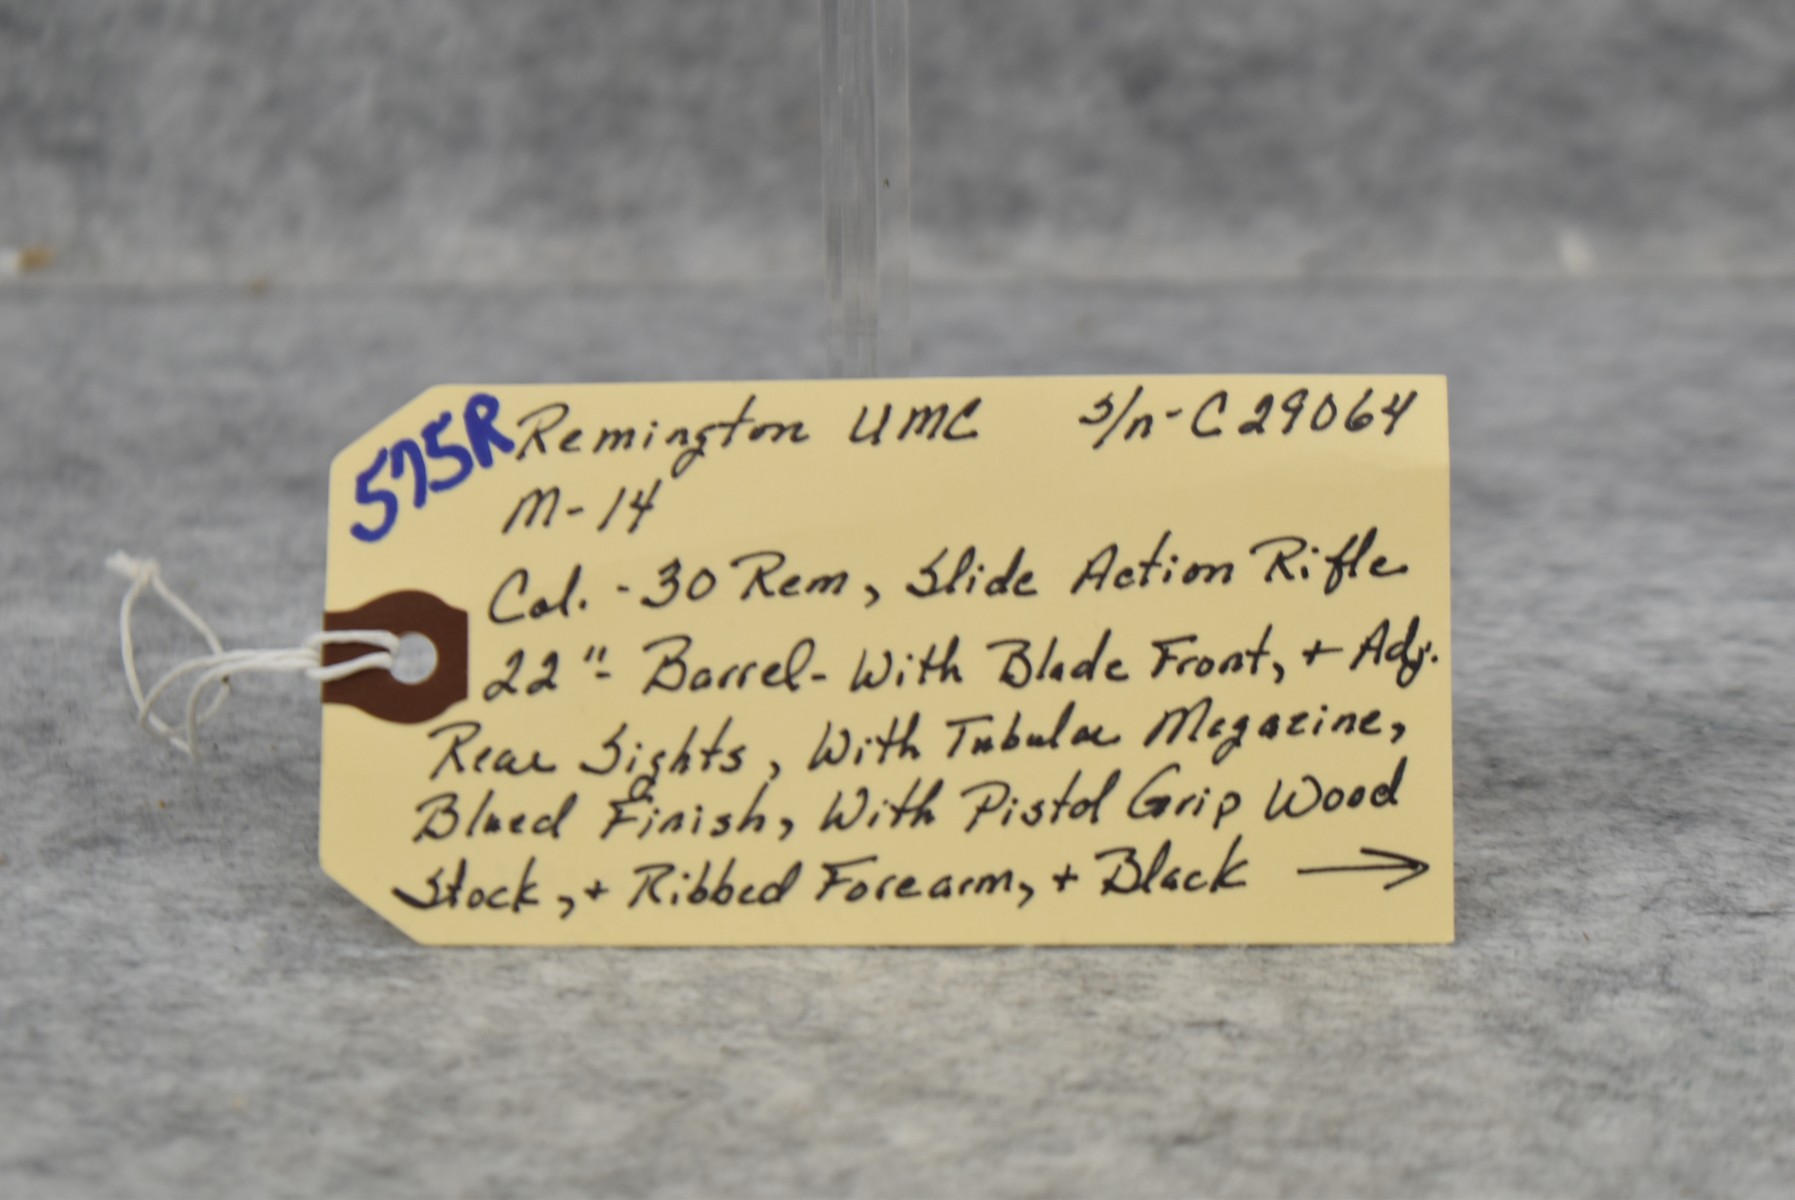 575R Remington UMC S/n-C29064
M-14
Cal. -30 Rem, Slide Action Rifle
22"- Barrel- With Blade Front, + Adj.
Rear Sights, With Tubular Magazine,
Blued Finish, With Pistol Grip Wood
Stock, + Ribbed Forearm, + Black →